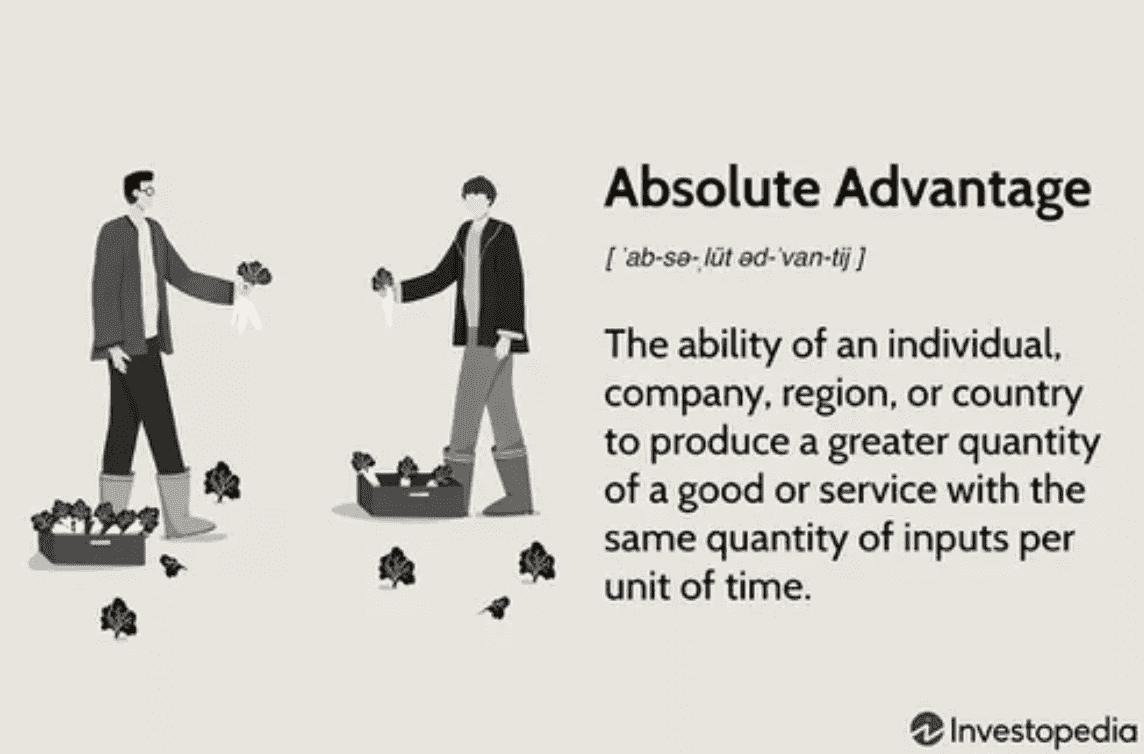 Absolute Advantage
[ ˈab-sə-ˌlüt əd-ˈvan-tij ]
The ability of an individual,
company, region, or country
to produce a greater quantity
of a good or service with the
same quantity of inputs per
unit of time.
Investopedia